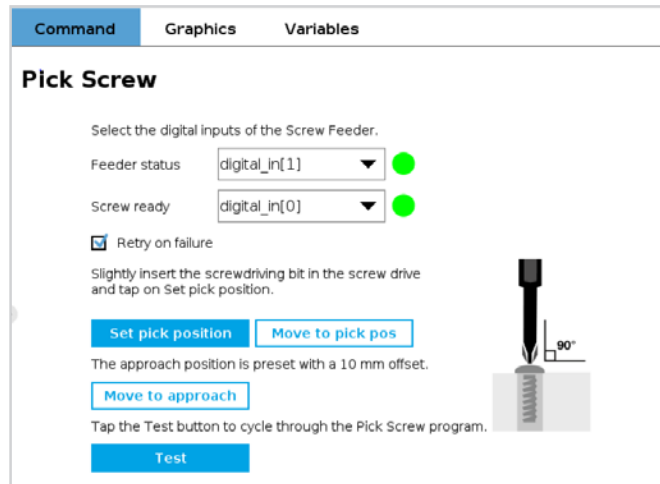 Command Graphics Variables
Pick Screw
Select the digital inputs of the Screw Feeder.
Feeder status digital_in[1]
Screw ready digital_in[0]
Retry on failure
Slightly insert the screwdriving bit in the screw drive
and tap on Set pick position.
Set pick position Move to pick pos
90°
The approach position is preset with a 10 mm offset.
Move to approach
Tap the Test button to cycle through the Pick Screw program.
Test